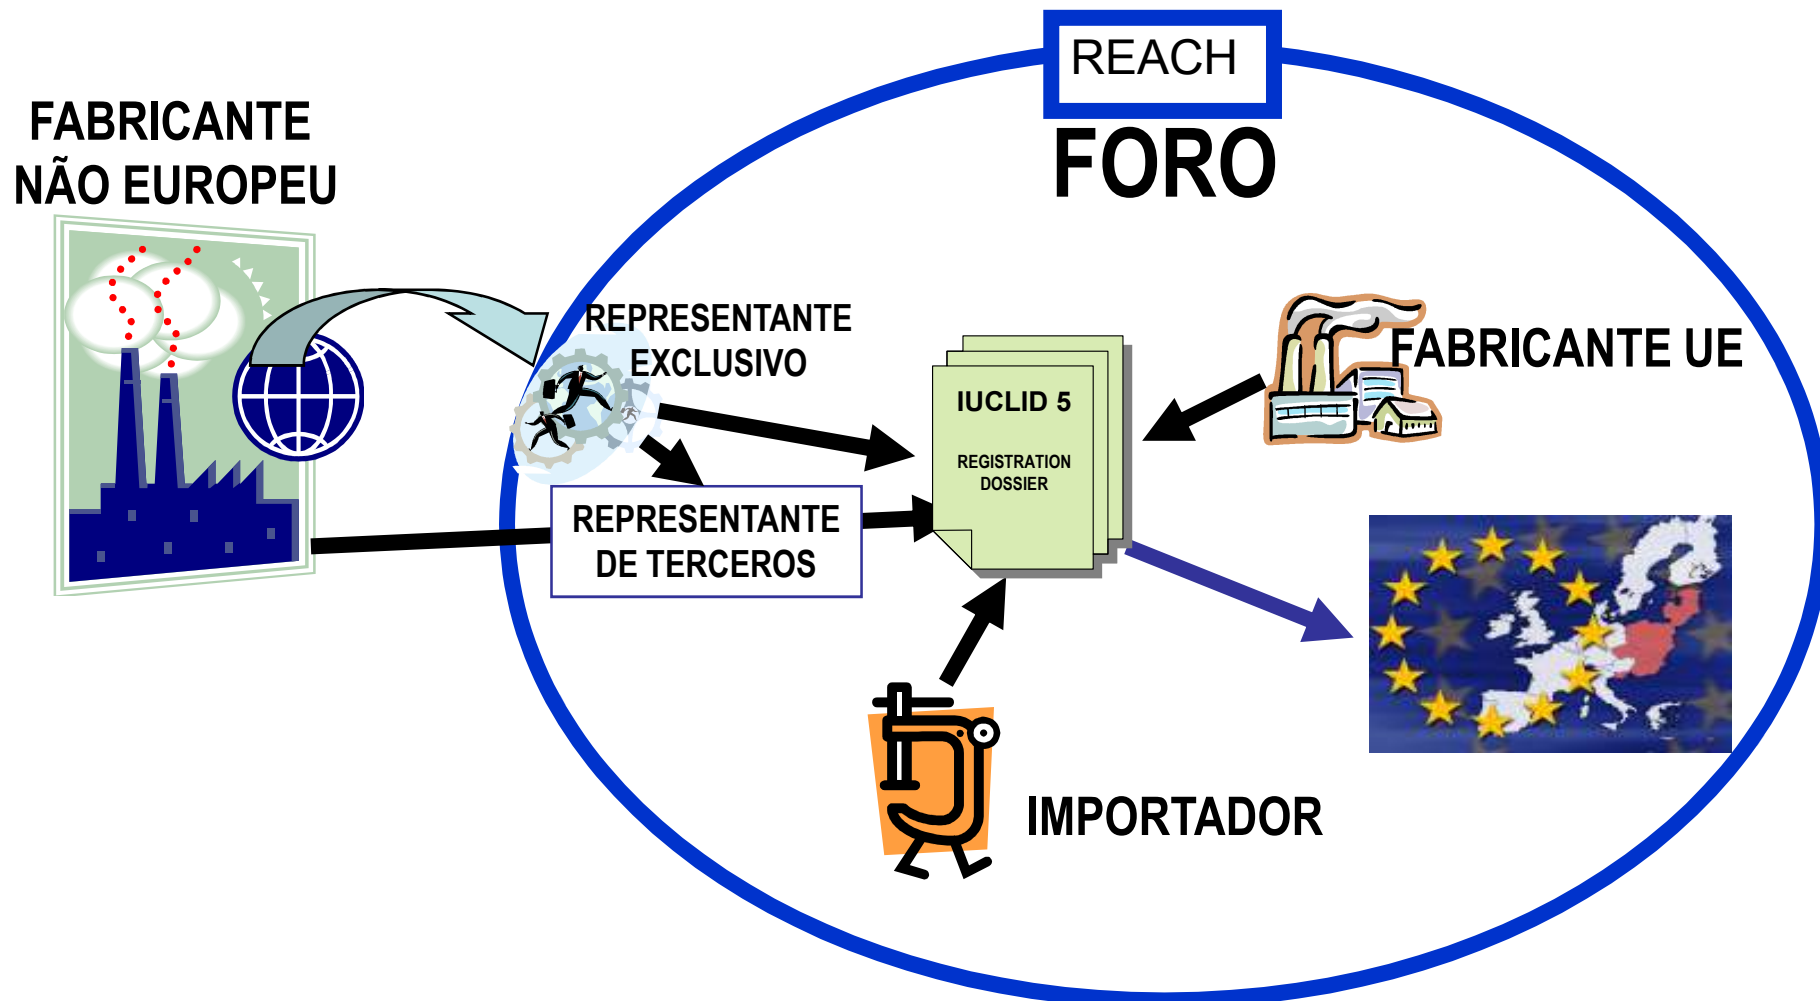 REACH
FORO
FABRICANTE
NÃO EUROPEU
REPRESENTANTE
EXCLUSIVO
FABRICANTE UE
IUCLID 5
REGISTRATION
DOSSIER
REPRESENTANTE
DE TERCEROS
IMPORTADOR